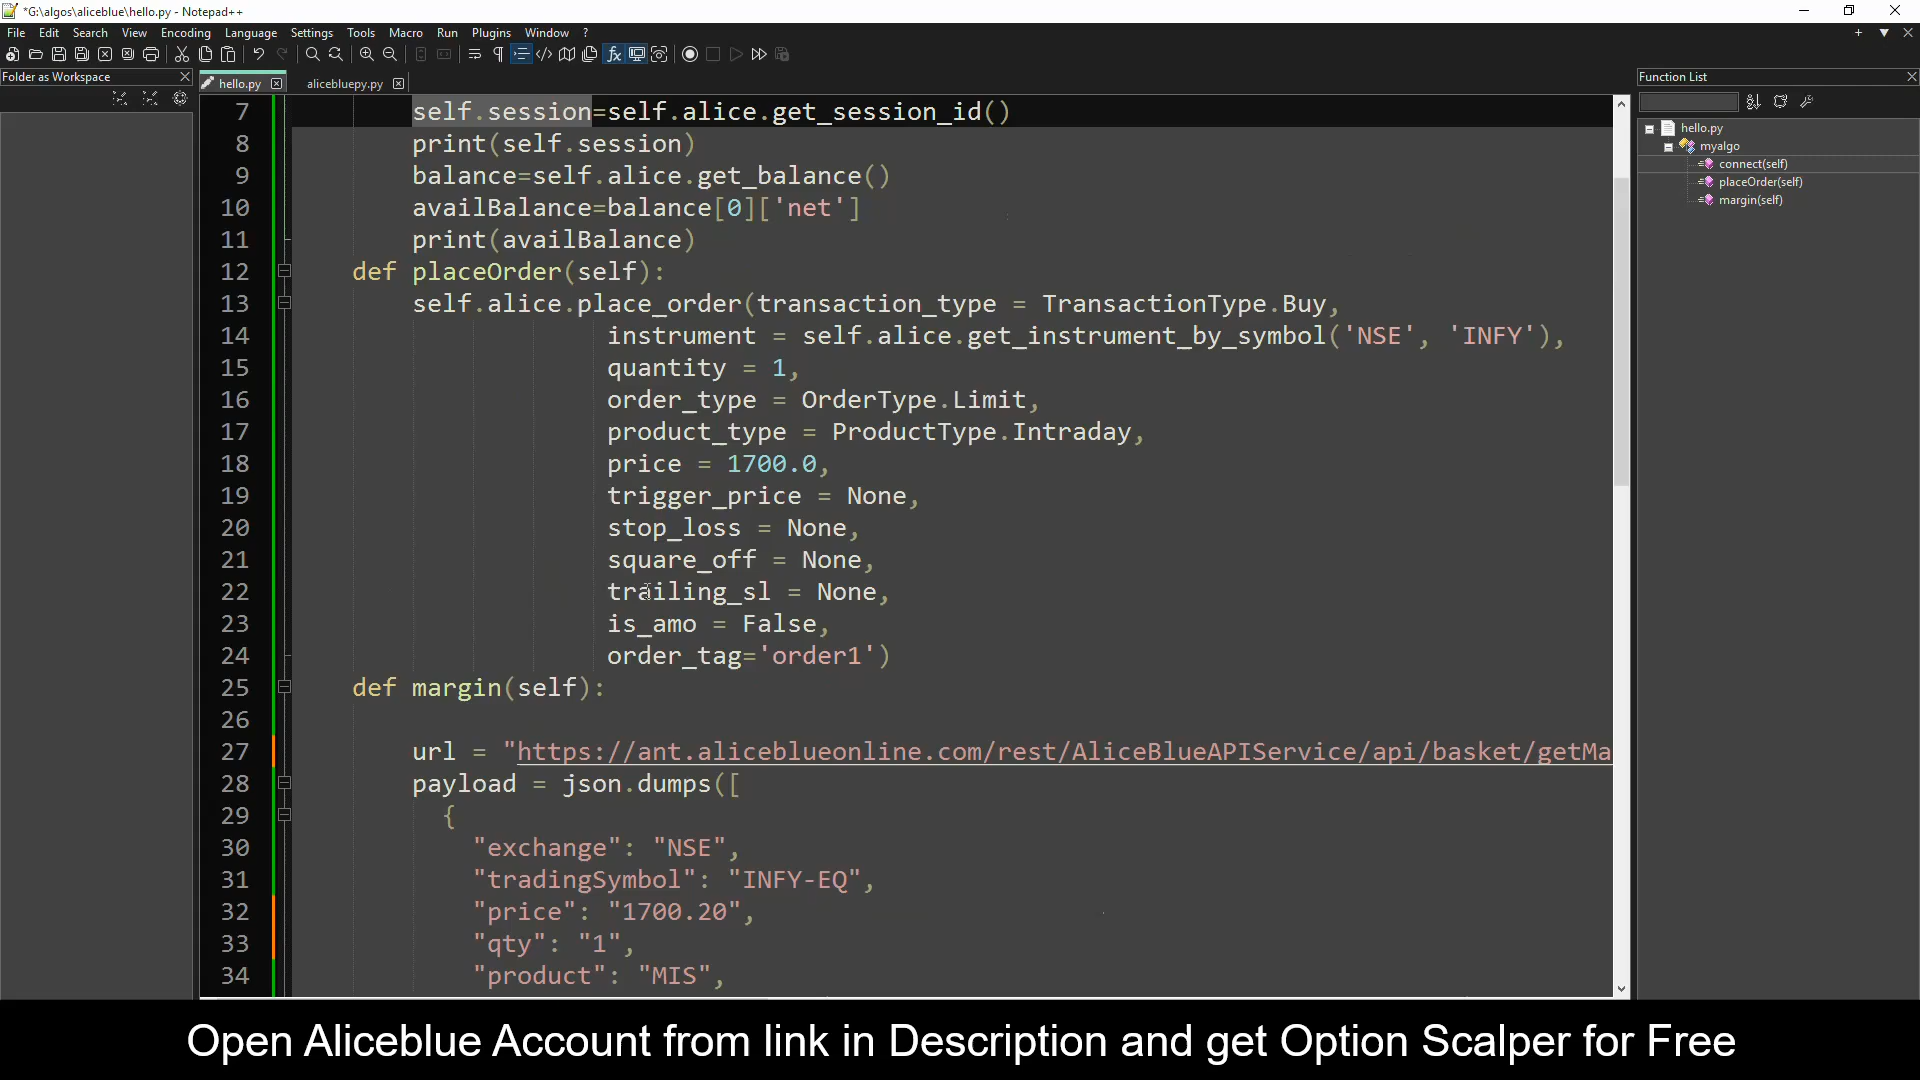 *G:\algos\aliceblue\hello.py - Notepad++
File Edit Search View Encoding Language Settings Tools Macro Run Plugins Window ?
Folder as Workspace
hello.py
alicebluepy.py
7 self.session=self.alice.get_session_id()
8 print(self.session)
9 balance=self.alice.get_balance()
10 availBalance=balance[0]['net']
11 print(availBalance)
12 def placeOrder(self):
13 self.alice.place_order(transaction_type = TransactionType.Buy,
14 instrument = self.alice.get_instrument_by_symbol('NSE', 'INFY'),
15 quantity = 1,
16 order_type = OrderType.Limit,
17 product_type = ProductType.Intraday,
18 price = 1700.0,
19 trigger_price = None,
20 stop_loss = None,
21 square_off = None,
22 trailing_sl = None,
23 is_amo = False,
24 order_tag='order1')
25 def margin(self):
26
27 url = "https://ant.aliceblueonline.com/rest/AliceBlueAPIService/api/basket/getMa
28 payload = json.dumps([
29 {
30 "exchange": "NSE",
31 "tradingSymbol": "INFY-EQ",
32 "price": "1700.20",
33 "qty": "1",
34 "product": "MIS",
Function List
hello.py
myalgo
connect(self)
placeOrder(self)
margin(self)
Open Aliceblue Account from link in Description and get Option Scalper for Free